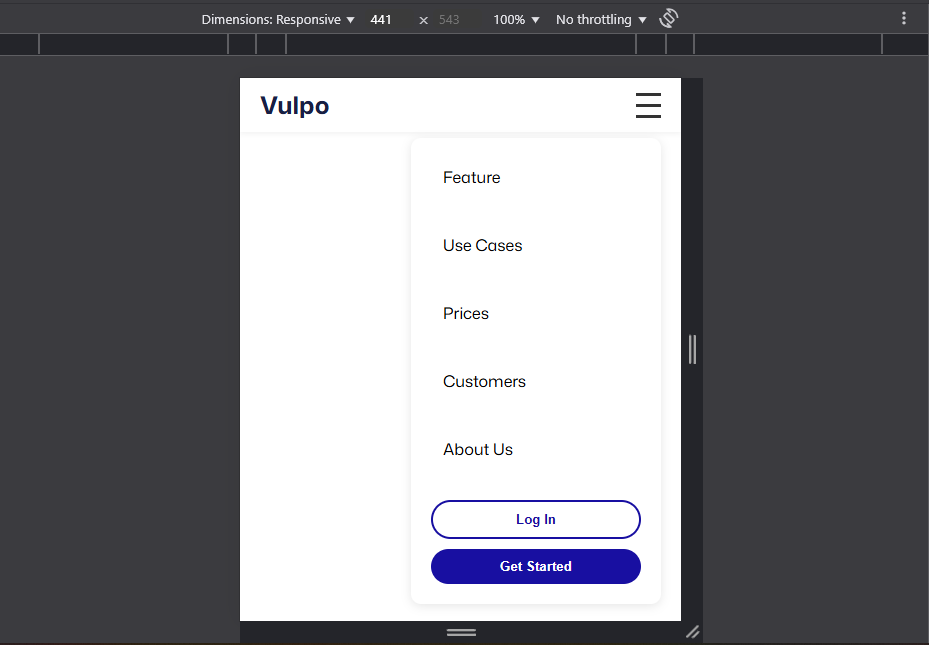 Dimensions: Responsive ▼ 441 × 543 100% ▼ No throttling ▼
Vulpo
Feature
Use Cases
Prices
Customers
About Us
Log In
Get Started